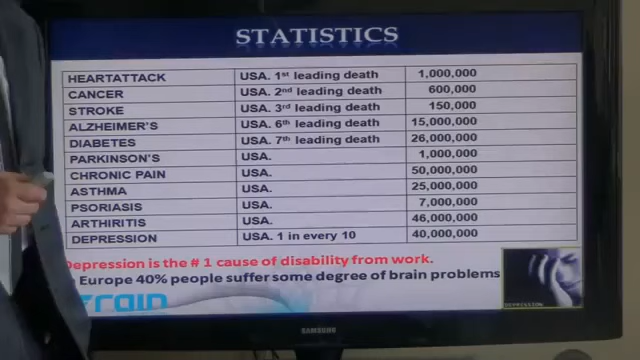 STATISTICS
HEARTATTACK USA. 1st leading death 1,000,000
CANCER USA. 2nd leading death 600,000
STROKE USA. 3rd leading death 150,000
ALZHEIMER'S USA. 6th leading death 15,000,000
DIABETES USA. 7th leading death 26,000,000
PARKINSON'S USA. 1,000,000
CHRONIC PAIN USA. 50,000,000
ASTHMA USA. 25,000,000
PSORIASIS USA. 7,000,000
ARTHIRITIS USA. 46,000,000
DEPRESSION USA. 1 in every 10 40,000,000
Depression is the # 1 cause of disability from work.
Europe 40% people suffer some degree of brain problems
DEPRESSION
SAMSUNG